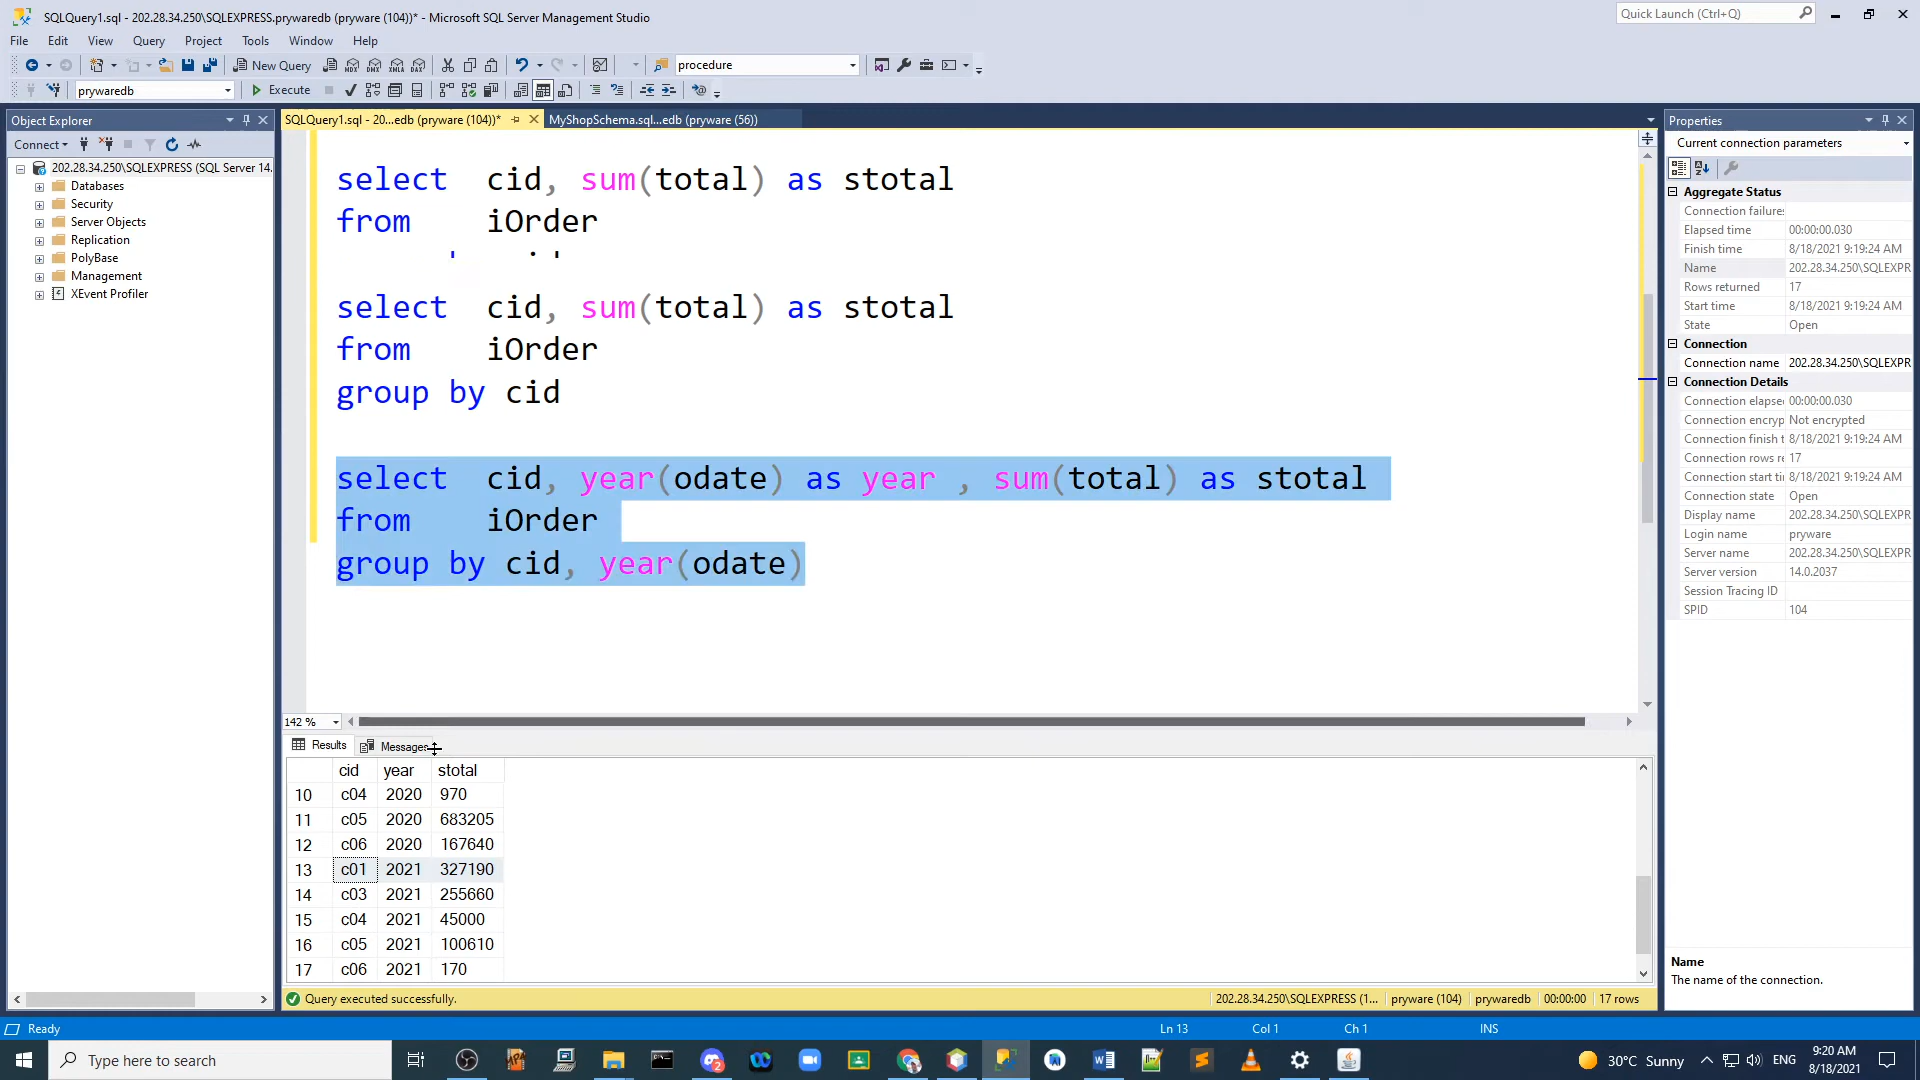 SQLQuery1.sql - 202.28.34.250\SQLEXPRESS.prywaredb (pryware (104))* - Microsoft SQL Server Management Studio
Quick Launch (Ctrl+Q)
File Edit View Query Project Tools Window Help
New Query
procedure
prywaredb
Execute
Object Explorer
SQLQuery1.sql - 20...edb (pryware (104))*
MyShopSchema.sql...edb (pryware (56))
Properties
Connect
Current connection parameters
202.28.34.250\SQLEXPRESS (SQL Server 14.
Databases
Security
Server Objects
Replication
PolyBase
Management
XEvent Profiler
select cid, sum(total) as stotal
from iOrder
select cid, sum(total) as stotal
from iOrder
group by cid
select cid, year(odate) as year , sum(total) as stotal
from iOrder
group by cid, year(odate)
142 %
Results Messages
cid year stotal
10 c04 2020 970
11 c05 2020 683205
12 c06 2020 167640
13 c01 2021 327190
14 c03 2021 255660
15 c04 2021 45000
16 c05 2021 100610
17 c06 2021 170
Query executed successfully.
202.28.34.250\SQLEXPRESS (1... pryware (104) prywaredb 00:00:00 17 rows
Aggregate Status
Connection failures
Elapsed time 00:00:00.030
Finish time 8/18/2021 9:19:24 AM
Name 202.28.34.250\SQLEXPR
Rows returned 17
Start time 8/18/2021 9:19:24 AM
State Open
Connection
Connection name 202.28.34.250\SQLEXPR
Connection Details
Connection elapse 00:00:00.030
Connection encryp Not encrypted
Connection finish t 8/18/2021 9:19:24 AM
Connection rows re 17
Connection start ti 8/18/2021 9:19:24 AM
Connection state Open
Display name 202.28.34.250\SQLEXPR
Login name pryware
Server name 202.28.34.250\SQLEXPR
Server version 14.0.2037
Session Tracing ID
SPID 104
Name
The name of the connection.
Ready
Ln 13 Col 1 Ch 1 INS
Type here to search
30°C Sunny
ENG
9:20 AM
8/18/2021